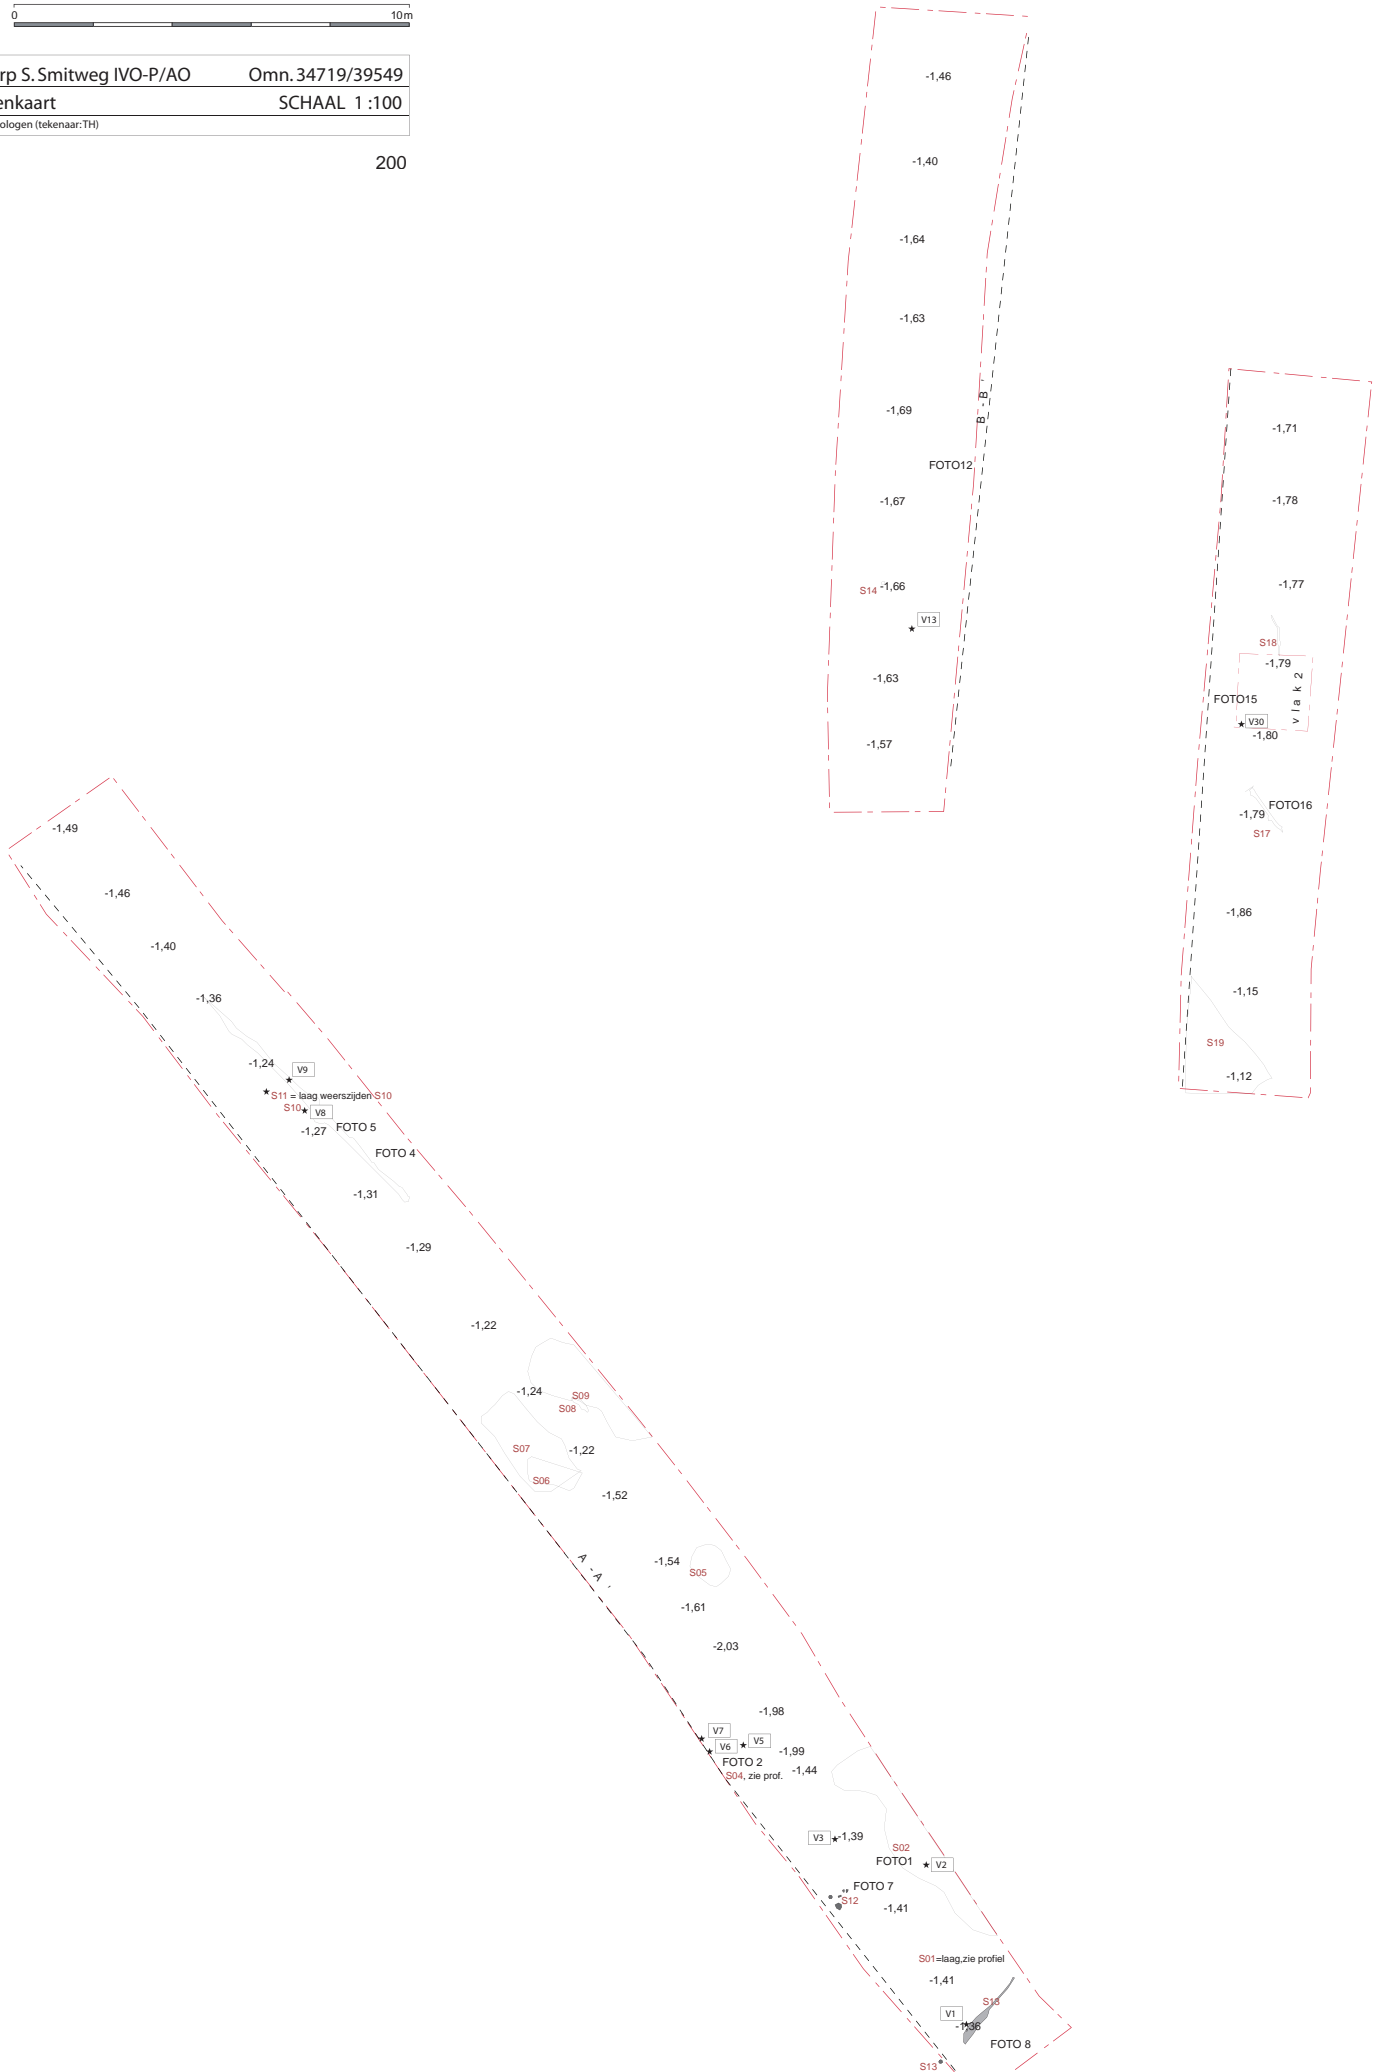 0 10m
rp S. Smitweg IVO-P/AO Omn. 34719/39549
enkaart SCHAAL 1 :100
ologen (tekenaar:TH)
200
-1,46
-1,40
-1,64
-1,63
-1,69
B - B '
FOTO12
-1,67
S14 -1,66
V13
-1,63
-1,57
-1,71
-1,78
-1,77
S18
-1,79
vlak 2
FOTO15
V30
-1,80
FOTO16
-1,79
S17
-1,86
-1,15
S19
-1,12
-1,49
-1,46
-1,40
-1,36
-1,24
V9
S11 = laag weerszijden S10
S10
V8
-1,27
FOTO 5
FOTO 4
-1,31
-1,29
-1,22
-1,24
S09
S08
S07
-1,22
S06
-1,52
A - A '
-1,54
S05
-1,61
-2,03
-1,98
V7
V6
V5
-1,99
FOTO 2
S04, zie prof.
-1,44
V3
-1,39
S02
FOTO1
V2
FOTO 7
S12
-1,41
S01=laag,zie profiel
-1,41
S13
V1
-1,36
FOTO 8
S13